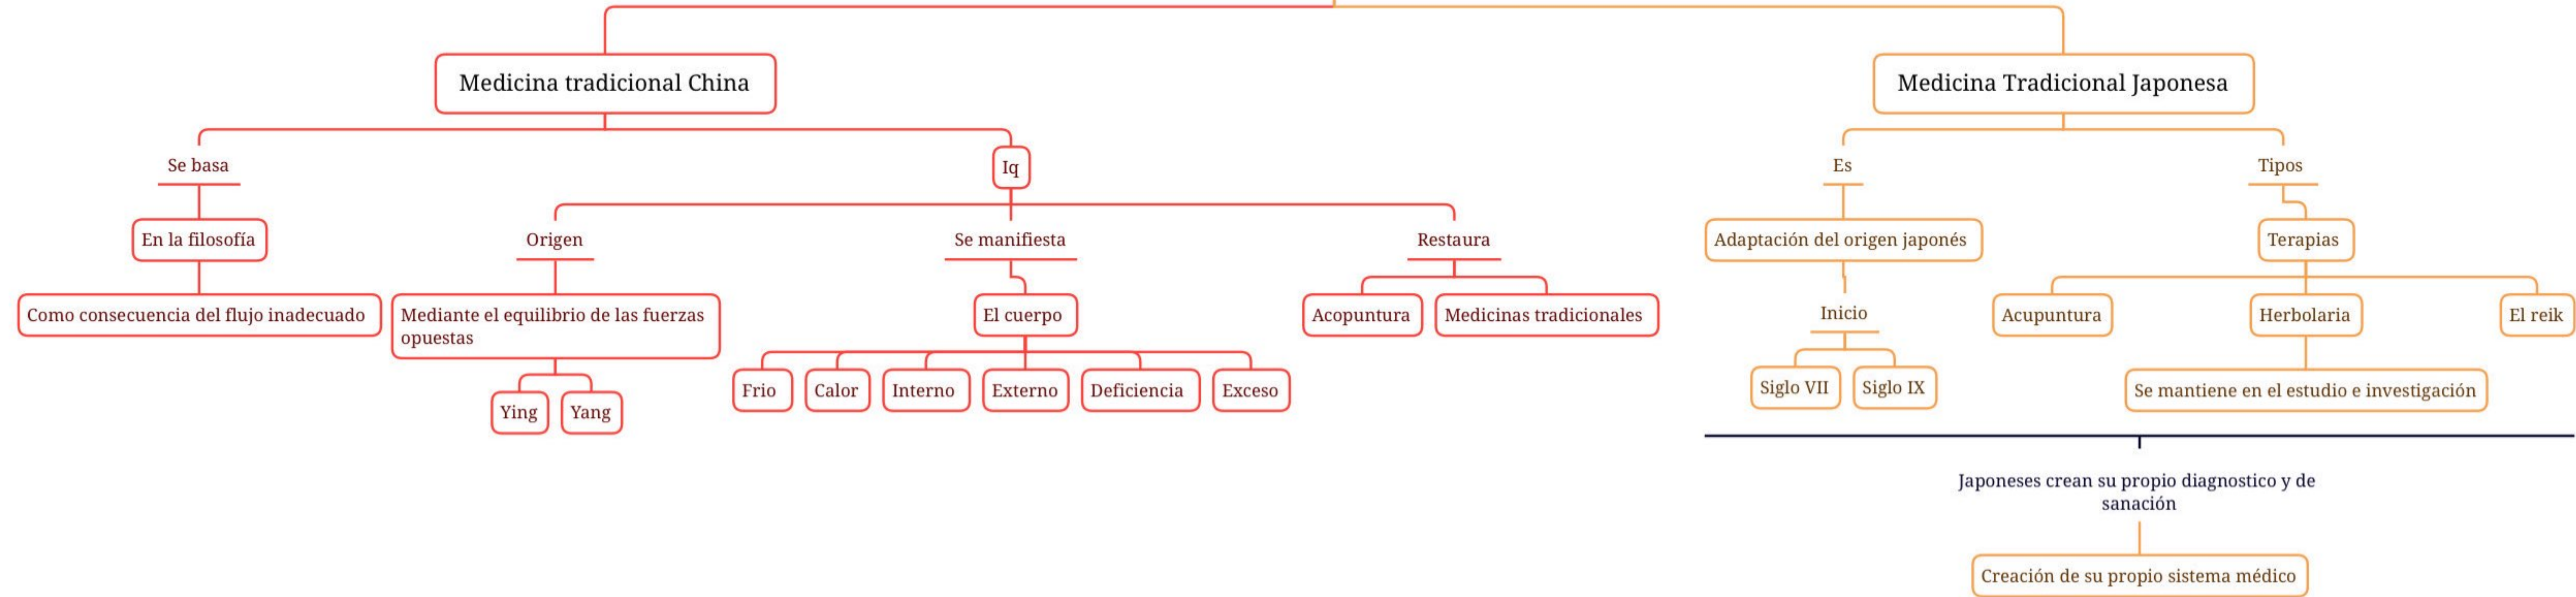 Medicina tradicional China
Medicina Tradicional Japonesa
Se basa
Iq
Es
Tipos
En la filosofía
Origen
Se manifiesta
Restaura
Adaptación del origen japonés
Terapias
Como consecuencia del flujo inadecuado
Mediante el equilibrio de las fuerzas
opuestas
El cuerpo
Acopuntura
Medicinas tradicionales
Inicio
Acupuntura
Herbolaria
El reik
Ying
Yang
Frio
Calor
Interno
Externo
Deficiencia
Exceso
Siglo VII
Siglo IX
Se mantiene en el estudio e investigación
Japoneses crean su propio diagnostico y de
sanación
Creación de su propio sistema médico